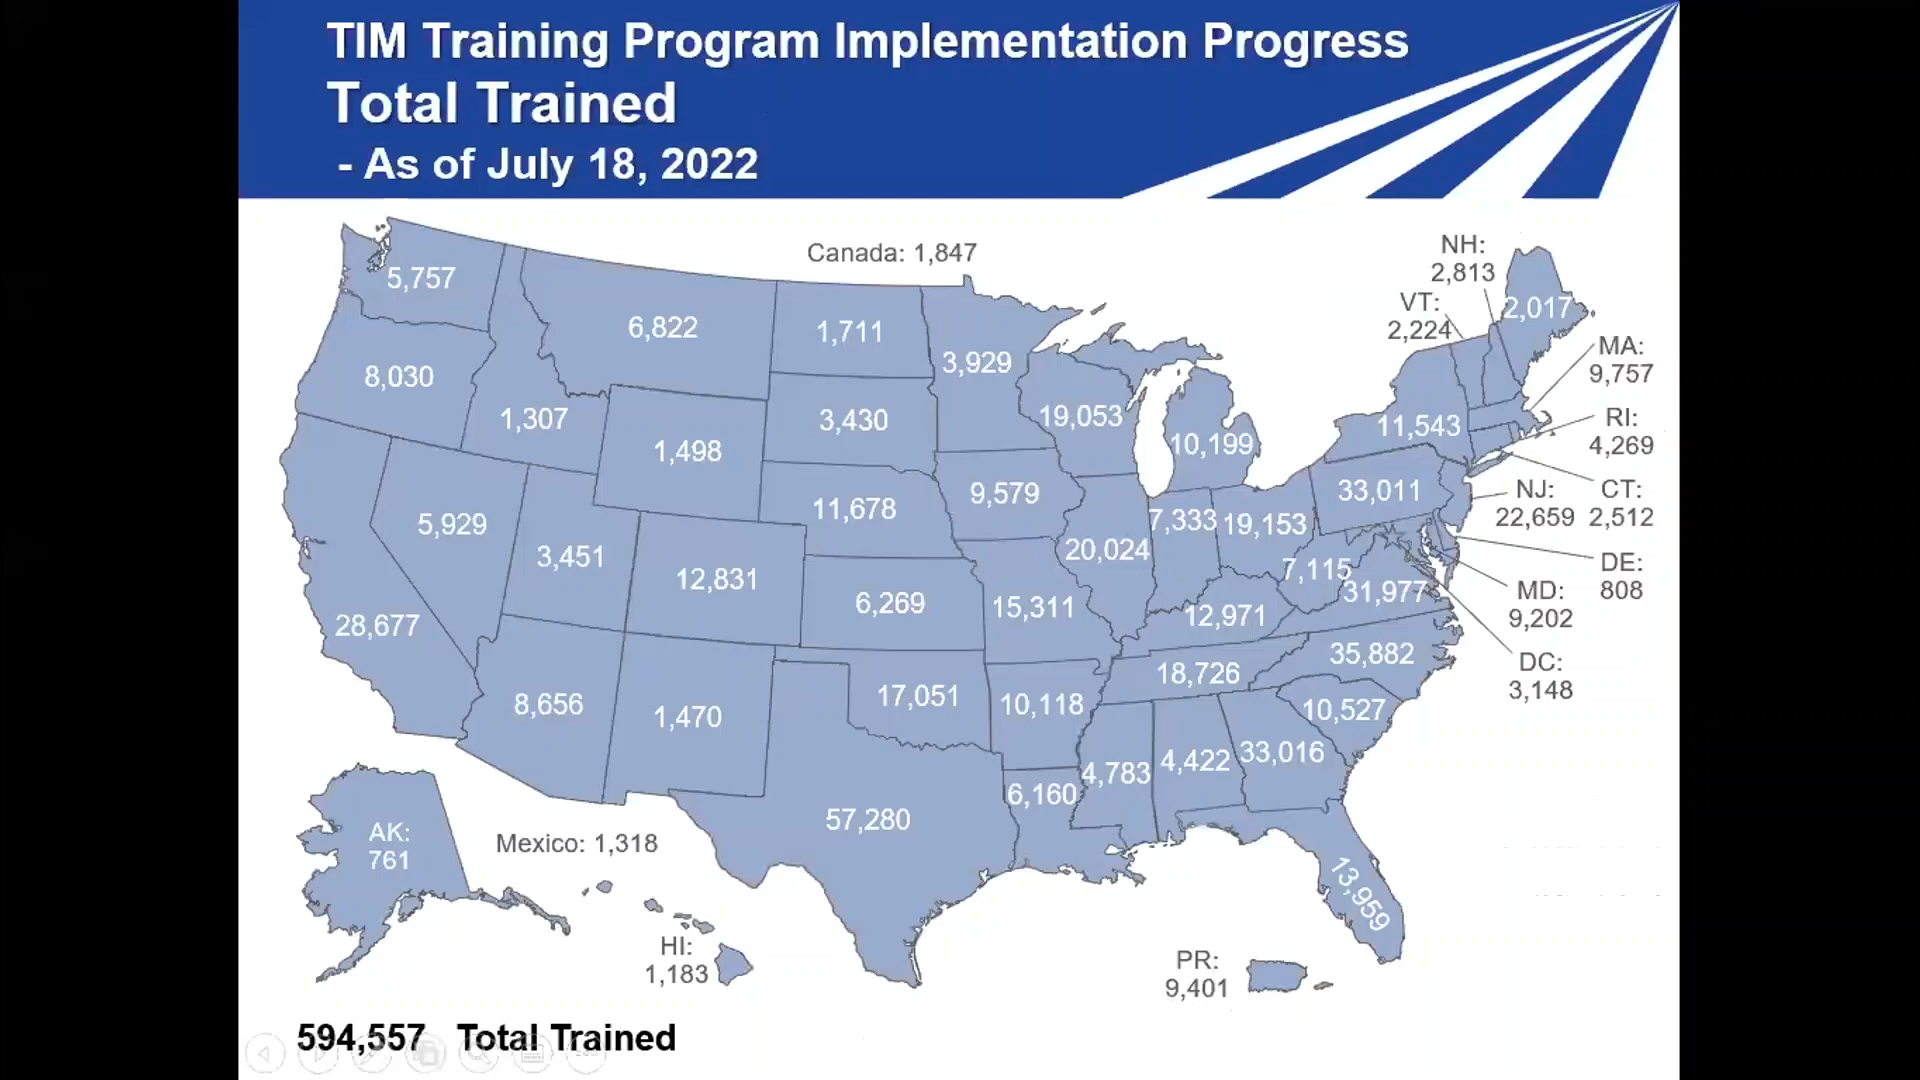 TIM Training Program Implementation Progress
Total Trained
- As of July 18, 2022
Canada: 1,847
NH:
2,813
VT:
2,224
2,017
MA:
9,757
RI:
4,269
CT:
2,512
NJ:
22,659
DE:
808
MD:
9,202
DC:
3,148
5,757
6,822
1,711
3,929
8,030
1,307
1,498
3,430
19,053
10,199
11,543
33,011
5,929
3,451
12,831
11,678
9,579
20,024
7,333
19,153
7,115
31,977
28,677
6,269
15,311
12,971
35,882
18,726
8,656
1,470
17,051
10,118
10,527
57,280
6,160
4,783
4,422
33,016
13,959
AK:
761
Mexico: 1,318
HI:
1,183
PR:
9,401
594,557 Total Trained